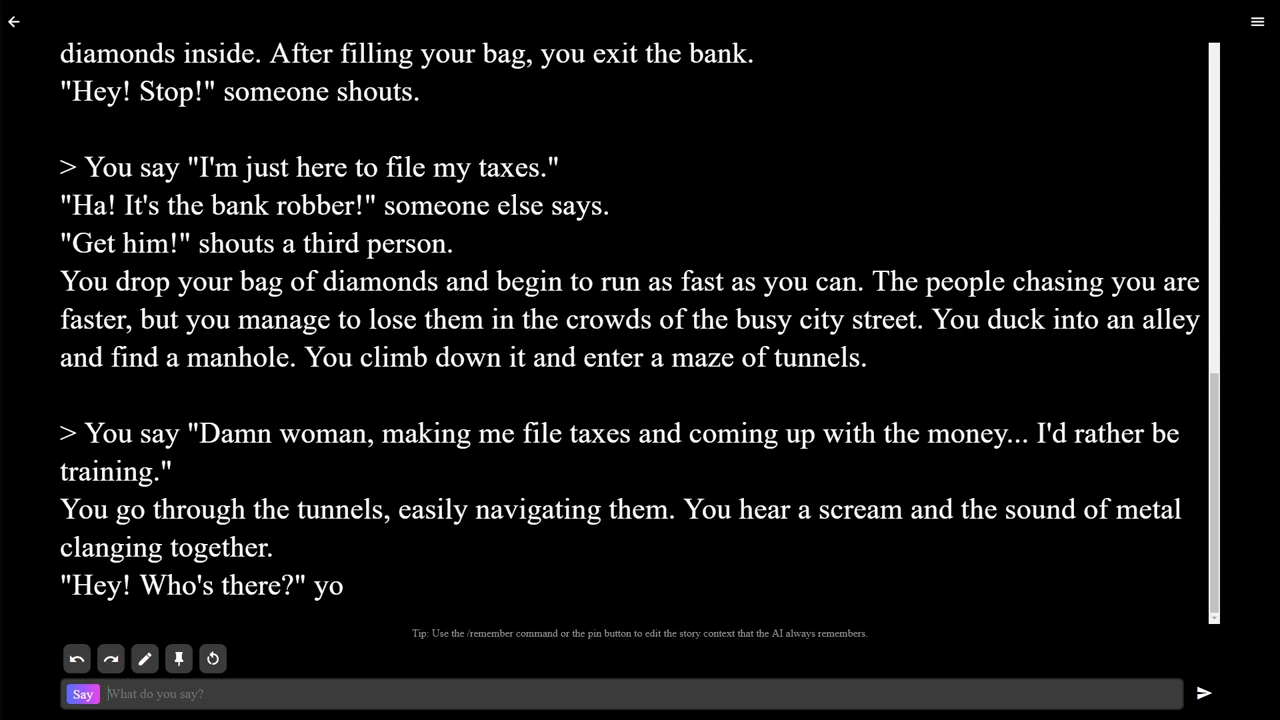 diamonds inside. After filling your bag, you exit the bank.
"Hey! Stop!" someone shouts.
> You say "I'm just here to file my taxes."
"Ha! It's the bank robber!" someone else says.
"Get him!" shouts a third person.
You drop your bag of diamonds and begin to run as fast as you can. The people chasing you are
faster, but you manage to lose them in the crowds of the busy city street. You duck into an alley
and find a manhole. You climb down it and enter a maze of tunnels.
> You say "Damn woman, making me file taxes and coming up with the money... I'd rather be
training."
You go through the tunnels, easily navigating them. You hear a scream and the sound of metal
clanging together.
"Hey! Who's there?" yo
Tip: Use the /remember command or the pin button to edit the story context that the AI always remembers.
Say What do you say?